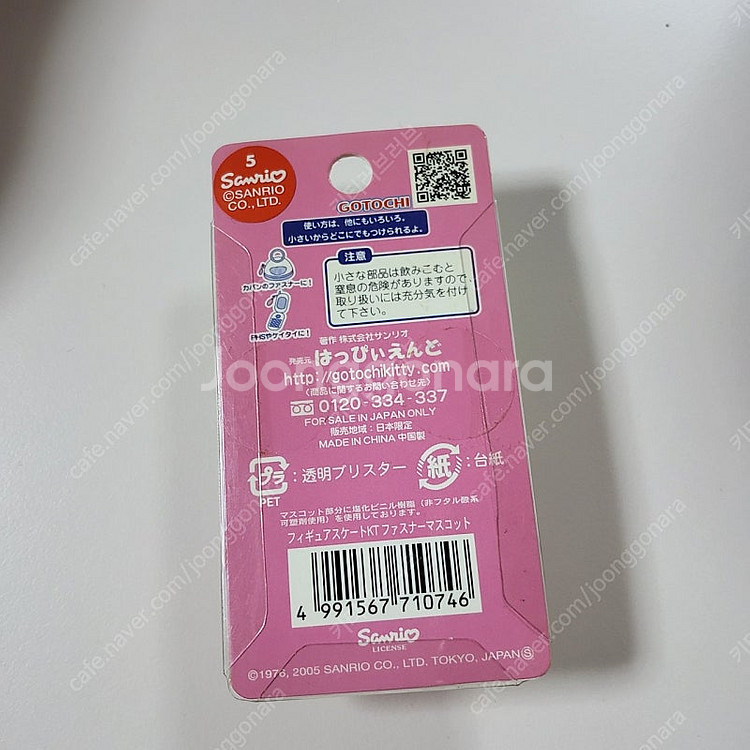 5
Sanrio
©SANRIO
CO., LTD.
GOTOCHI
使い方は、他にもいろいろ。
小さいからどこにでもつけられるよ。
カバンのファスナーに!
PHSやケイタイに!
注意
小さな部品は飲みこむと
窒息の危険がありますので、
取り扱いには充分気を付け
て下さい。
著作 株式会社サンリオ
発売元 はっぴぃえんど
http://gotochikitty.com
〈商品に関するお問い合わせ先〉
0120-334-337
FOR SALE IN JAPAN ONLY
販売地域:日本限定
MADE IN CHINA 中国製
プラ:透明ブリスター
PET
紙:台紙
マスコット部分に塩化ビニル樹脂(非フタル酸系
可塑剤使用)を使用しております。
フィギュアスケートKT ファスナーマスコット
4 991567 710746
Sanrio
LICENSE
©1976, 2005 SANRIO CO., LTD. TOKYO, JAPAN Ⓢ
joonggonara
cafe.naver.com/joonggonara